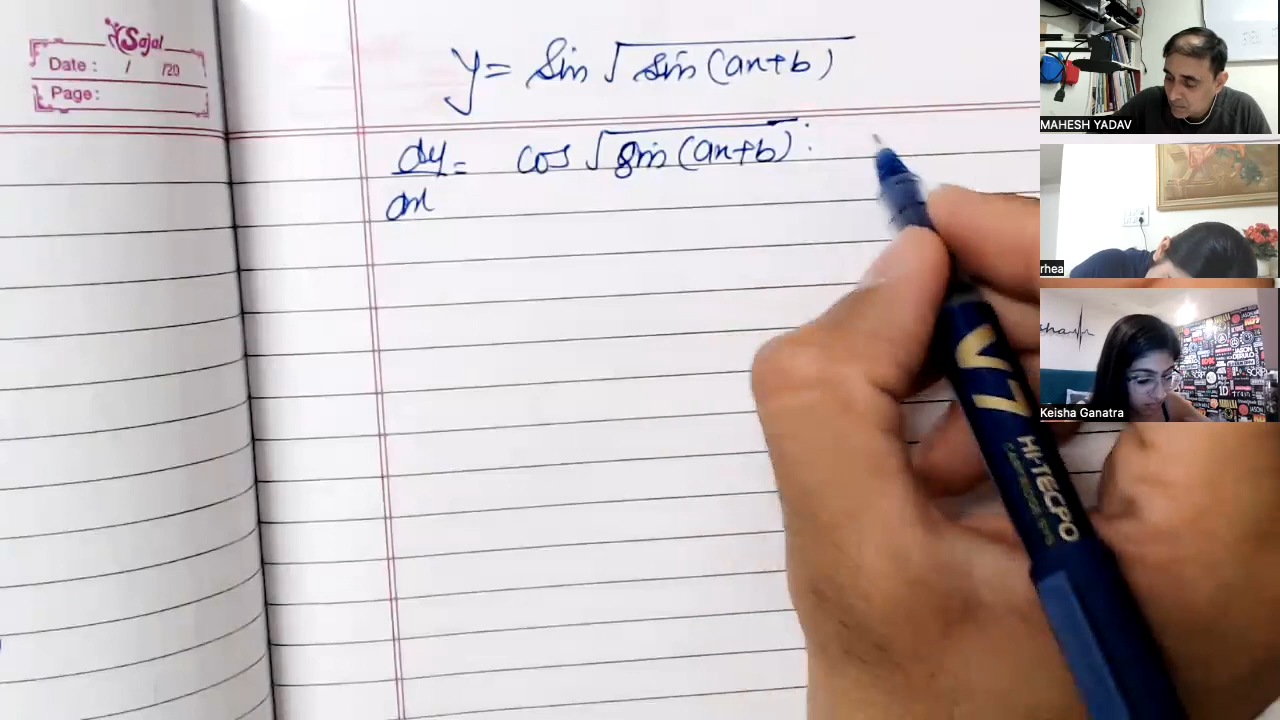 Sajal
Date : / /20
Page:
y = Sin √sin (ax+b)
dy/dx = cos √sin (ax+b) :
V7
HI-TECPO
MAHESH YADAV
rhea
Keisha Ganatra